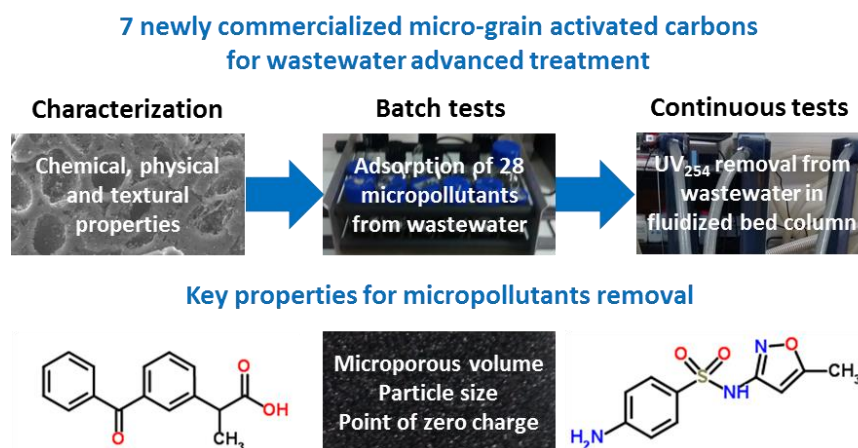 7 newly commercialized micro-grain activated carbons
for wastewater advanced treatment
Characterization
Chemical, physical
and textural
properties
Batch tests
Adsorption of 28
micropollutants
from wastewater
Continuous tests
UV254 removal from
wastewater in
fluidized bed column
Key properties for micropollutants removal
O
OH
O
CH3
Microporous volume
Particle size
Point of zero charge
O
O
S
NH
N
O
CH3
H2N